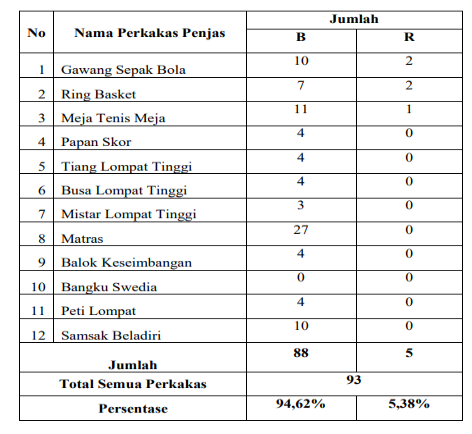 No Nama Perkakas Penjas Jumlah
B R
1 Gawang Sepak Bola 10 2
2 Ring Basket 7 2
3 Meja Tenis Meja 11 1
4 Papan Skor 4 0
5 Tiang Lompat Tinggi 4 0
6 Busa Lompat Tinggi 4 0
7 Mistar Lompat Tinggi 3 0
8 Matras 27 0
9 Balok Keseimbangan 4 0
10 Bangku Swedia 0 0
11 Peti Lompat 4 0
12 Samsak Beladiri 10 0
Jumlah 88 5
Total Semua Perkakas 93
Persentase 94,62% 5,38%